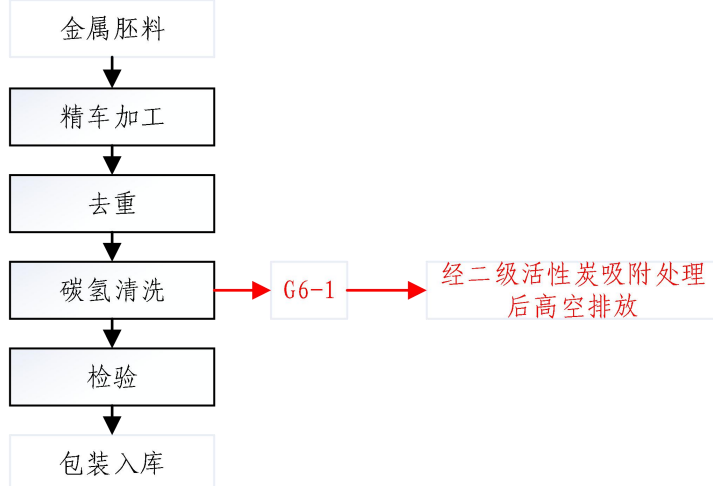 金属胚料
精车加工
去重
碳氢清洗
G6-1
经二级活性炭吸附处理
后高空排放
检验
包装入库